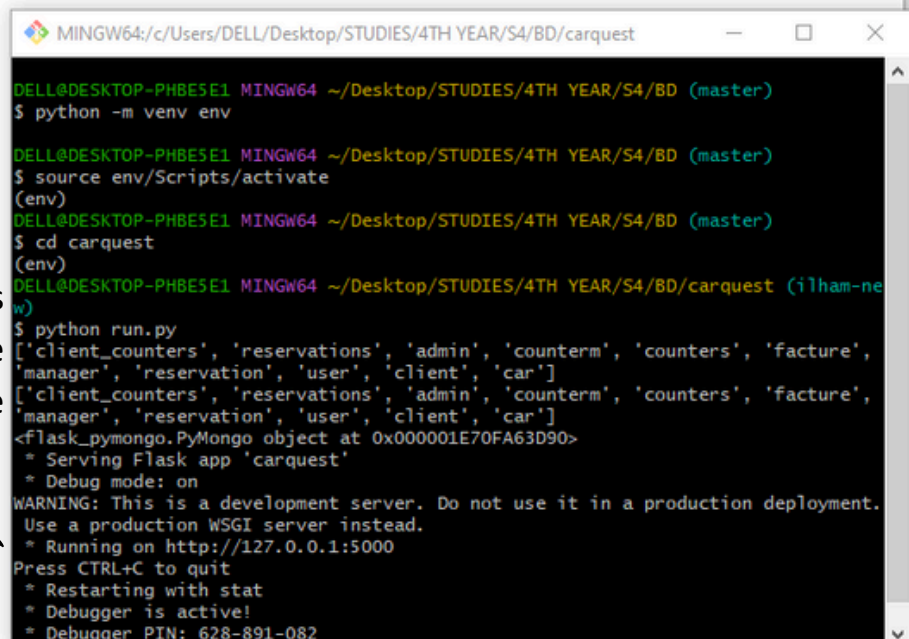 MINGW64:/c/Users/DELL/Desktop/STUDIES/4TH YEAR/S4/BD/carquest
DELL@DESKTOP-PHBE5E1 MINGW64 ~/Desktop/STUDIES/4TH YEAR/S4/BD (master)
$ python -m venv env
DELL@DESKTOP-PHBE5E1 MINGW64 ~/Desktop/STUDIES/4TH YEAR/S4/BD (master)
$ source env/Scripts/activate
(env)
DELL@DESKTOP-PHBE5E1 MINGW64 ~/Desktop/STUDIES/4TH YEAR/S4/BD (master)
$ cd carquest
(env)
DELL@DESKTOP-PHBE5E1 MINGW64 ~/Desktop/STUDIES/4TH YEAR/S4/BD/carquest (ilham-ne
w)
$ python run.py
['client_counters', 'reservations', 'admin', 'counterm', 'counters', 'facture',
'manager', 'reservation', 'user', 'client', 'car']
['client_counters', 'reservations', 'admin', 'counterm', 'counters', 'facture',
'manager', 'reservation', 'user', 'client', 'car']
<flask_pymongo.PyMongo object at 0x000001E70FA63D90>
* Serving Flask app 'carquest'
* Debug mode: on
WARNING: This is a development server. Do not use it in a production deployment.
Use a production WSGI server instead.
* Running on http://127.0.0.1:5000
Press CTRL+C to quit
* Restarting with stat
* Debugger is active!
* Debugger PIN: 628-891-082